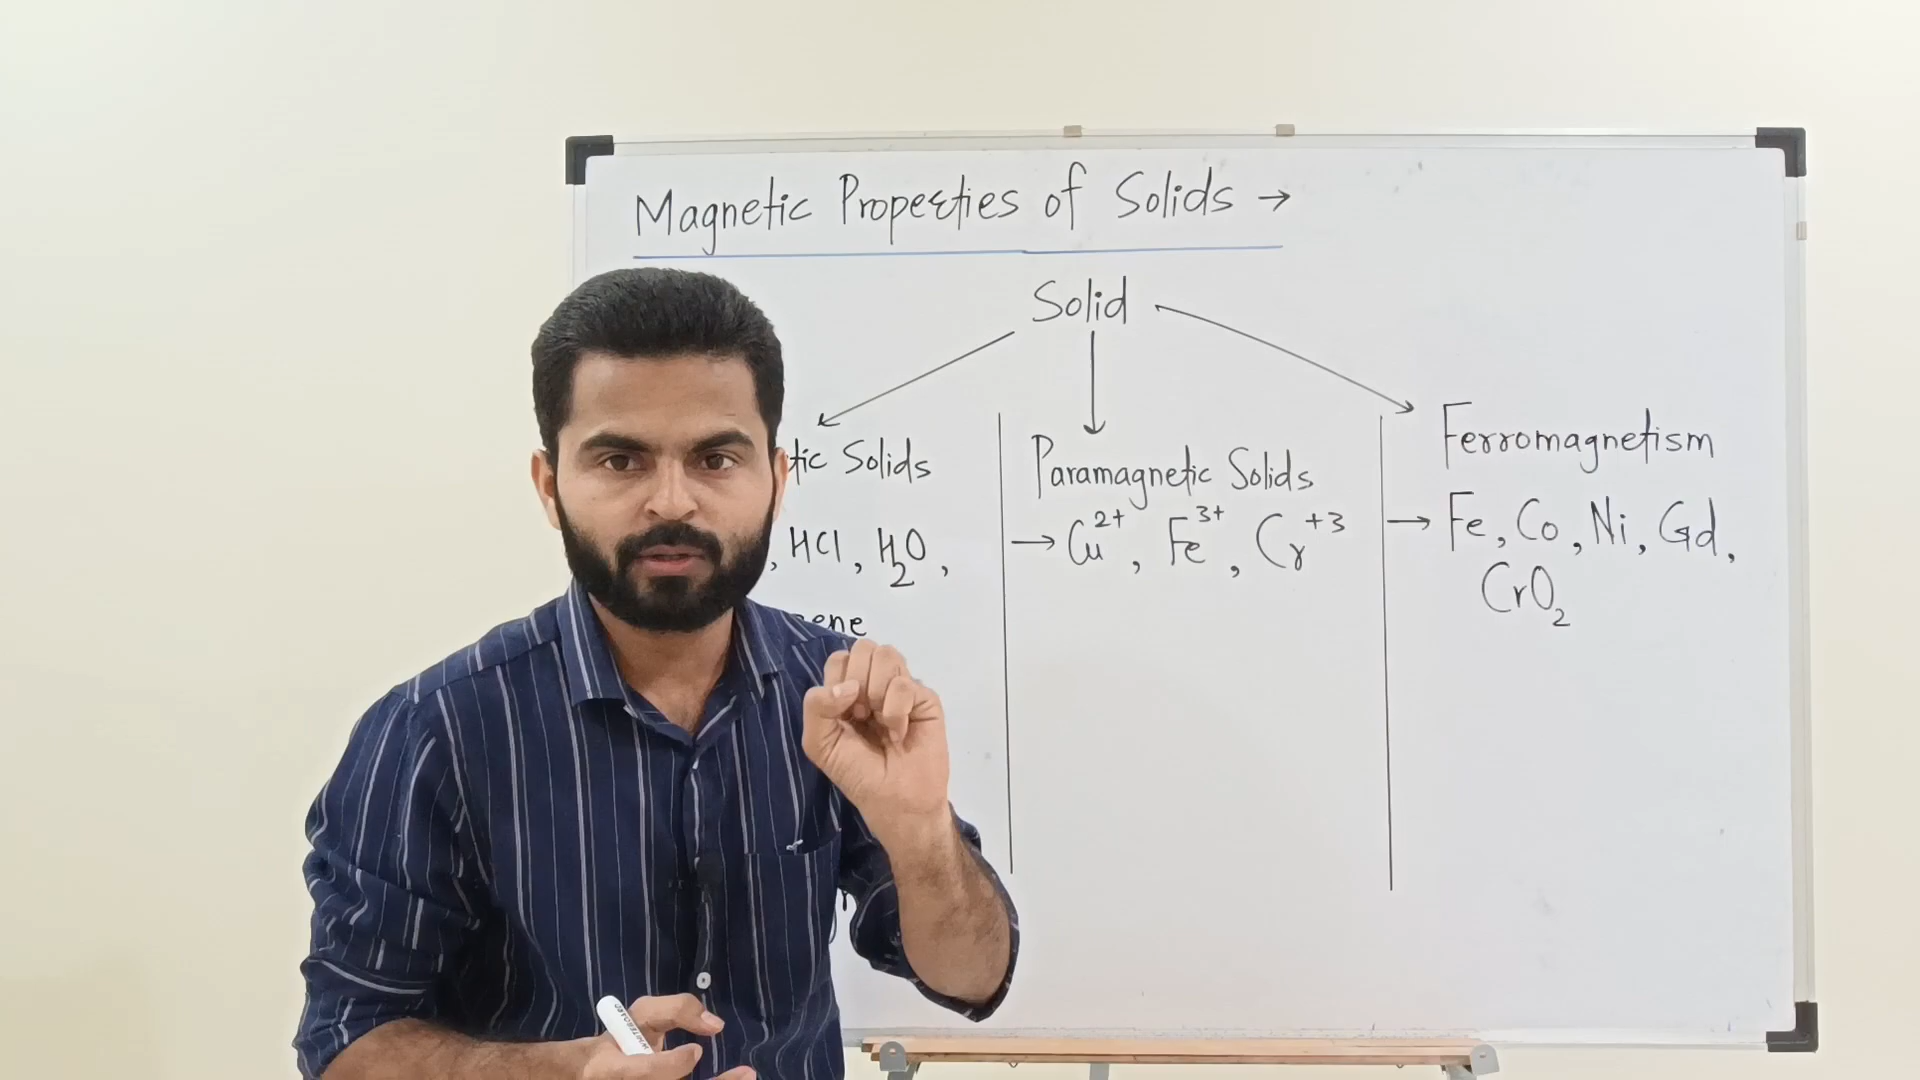 Magnetic Properties of Solids →
Solid
tic Solids
, HCl, H₂O,
ene
Paramagnetic Solids
→ Cu²⁺, Fe³⁺, Cr⁺³
Ferromagnetism
→ Fe, Co, Ni, Gd,
CrO₂
WHITEBOARD